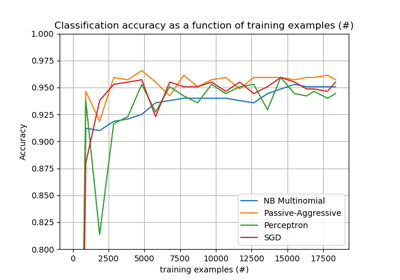 Classification accuracy as a function of training examples (#)
1.000
0.975
0.950
0.925
0.900
0.875
0.850
0.825
0.800
Accuracy
NB Multinomial
Passive-Aggressive
Perceptron
SGD
0 2500 5000 7500 10000 12500 15000 17500
training examples (#)